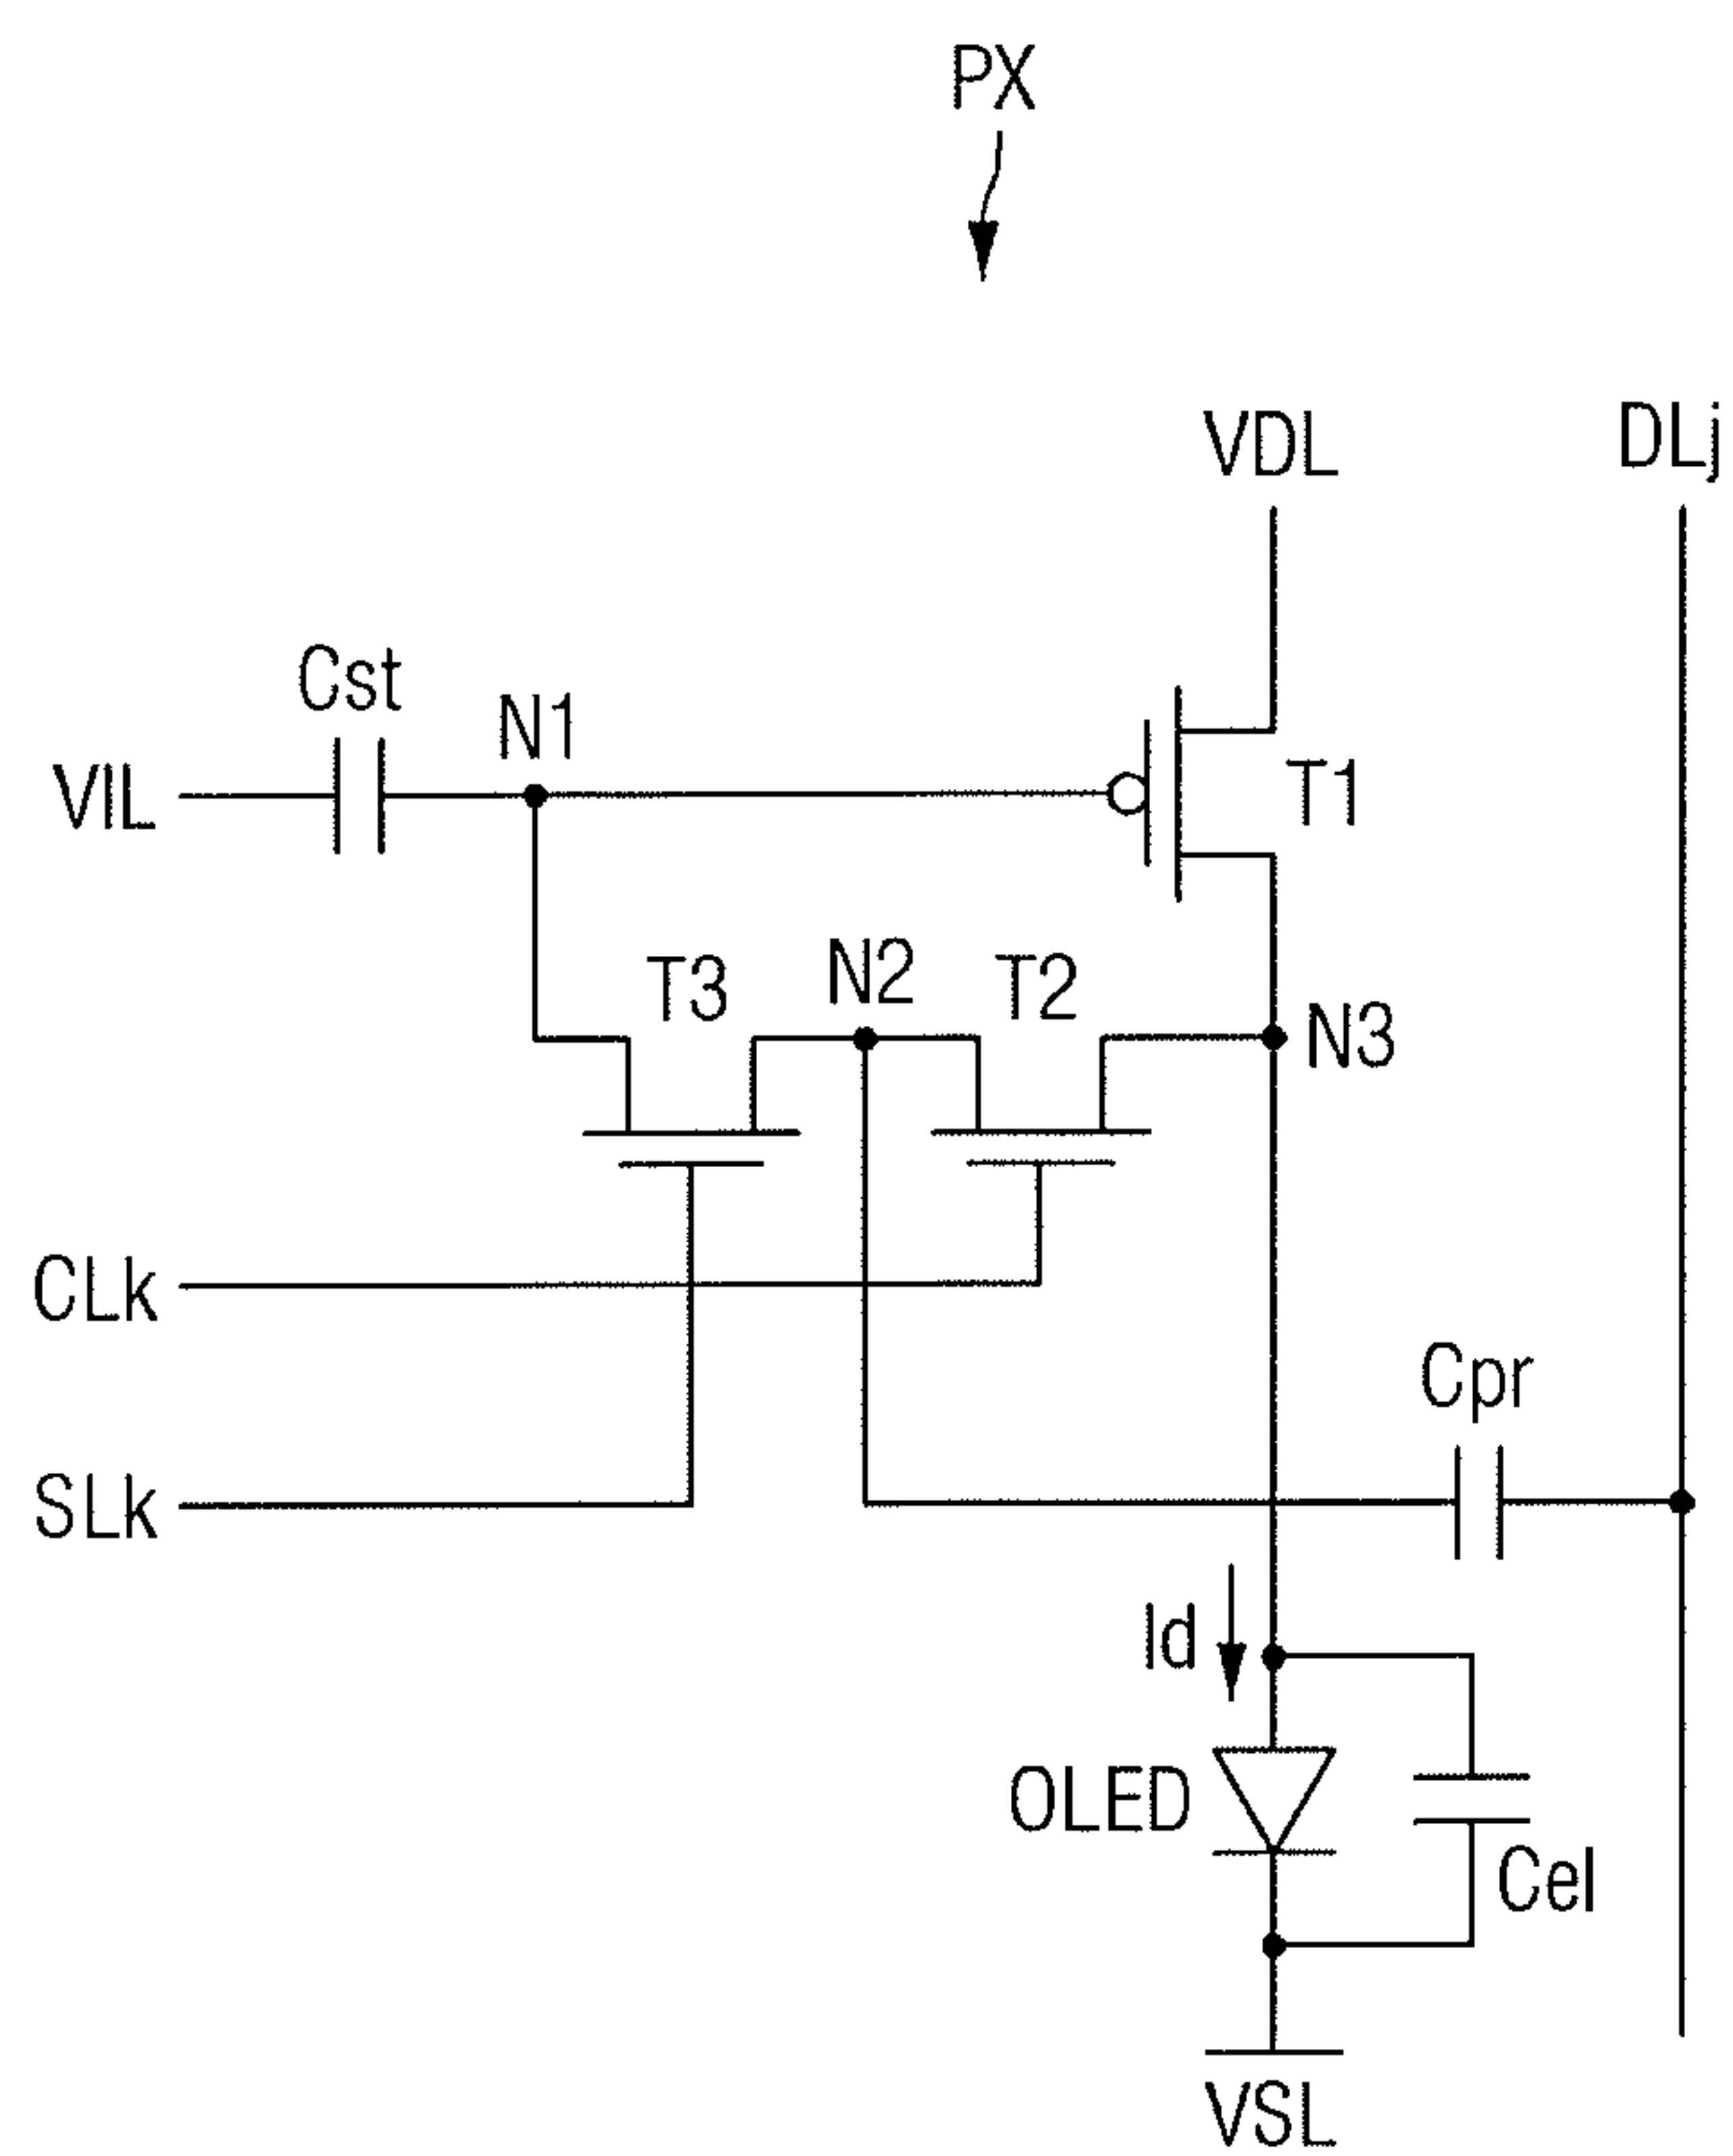 PX
VDL
DLj
Cst
N1
VIL
T1
T3
N2
T2
N3
CLk
Cpr
SLk
Id
OLED
Cel
VSL